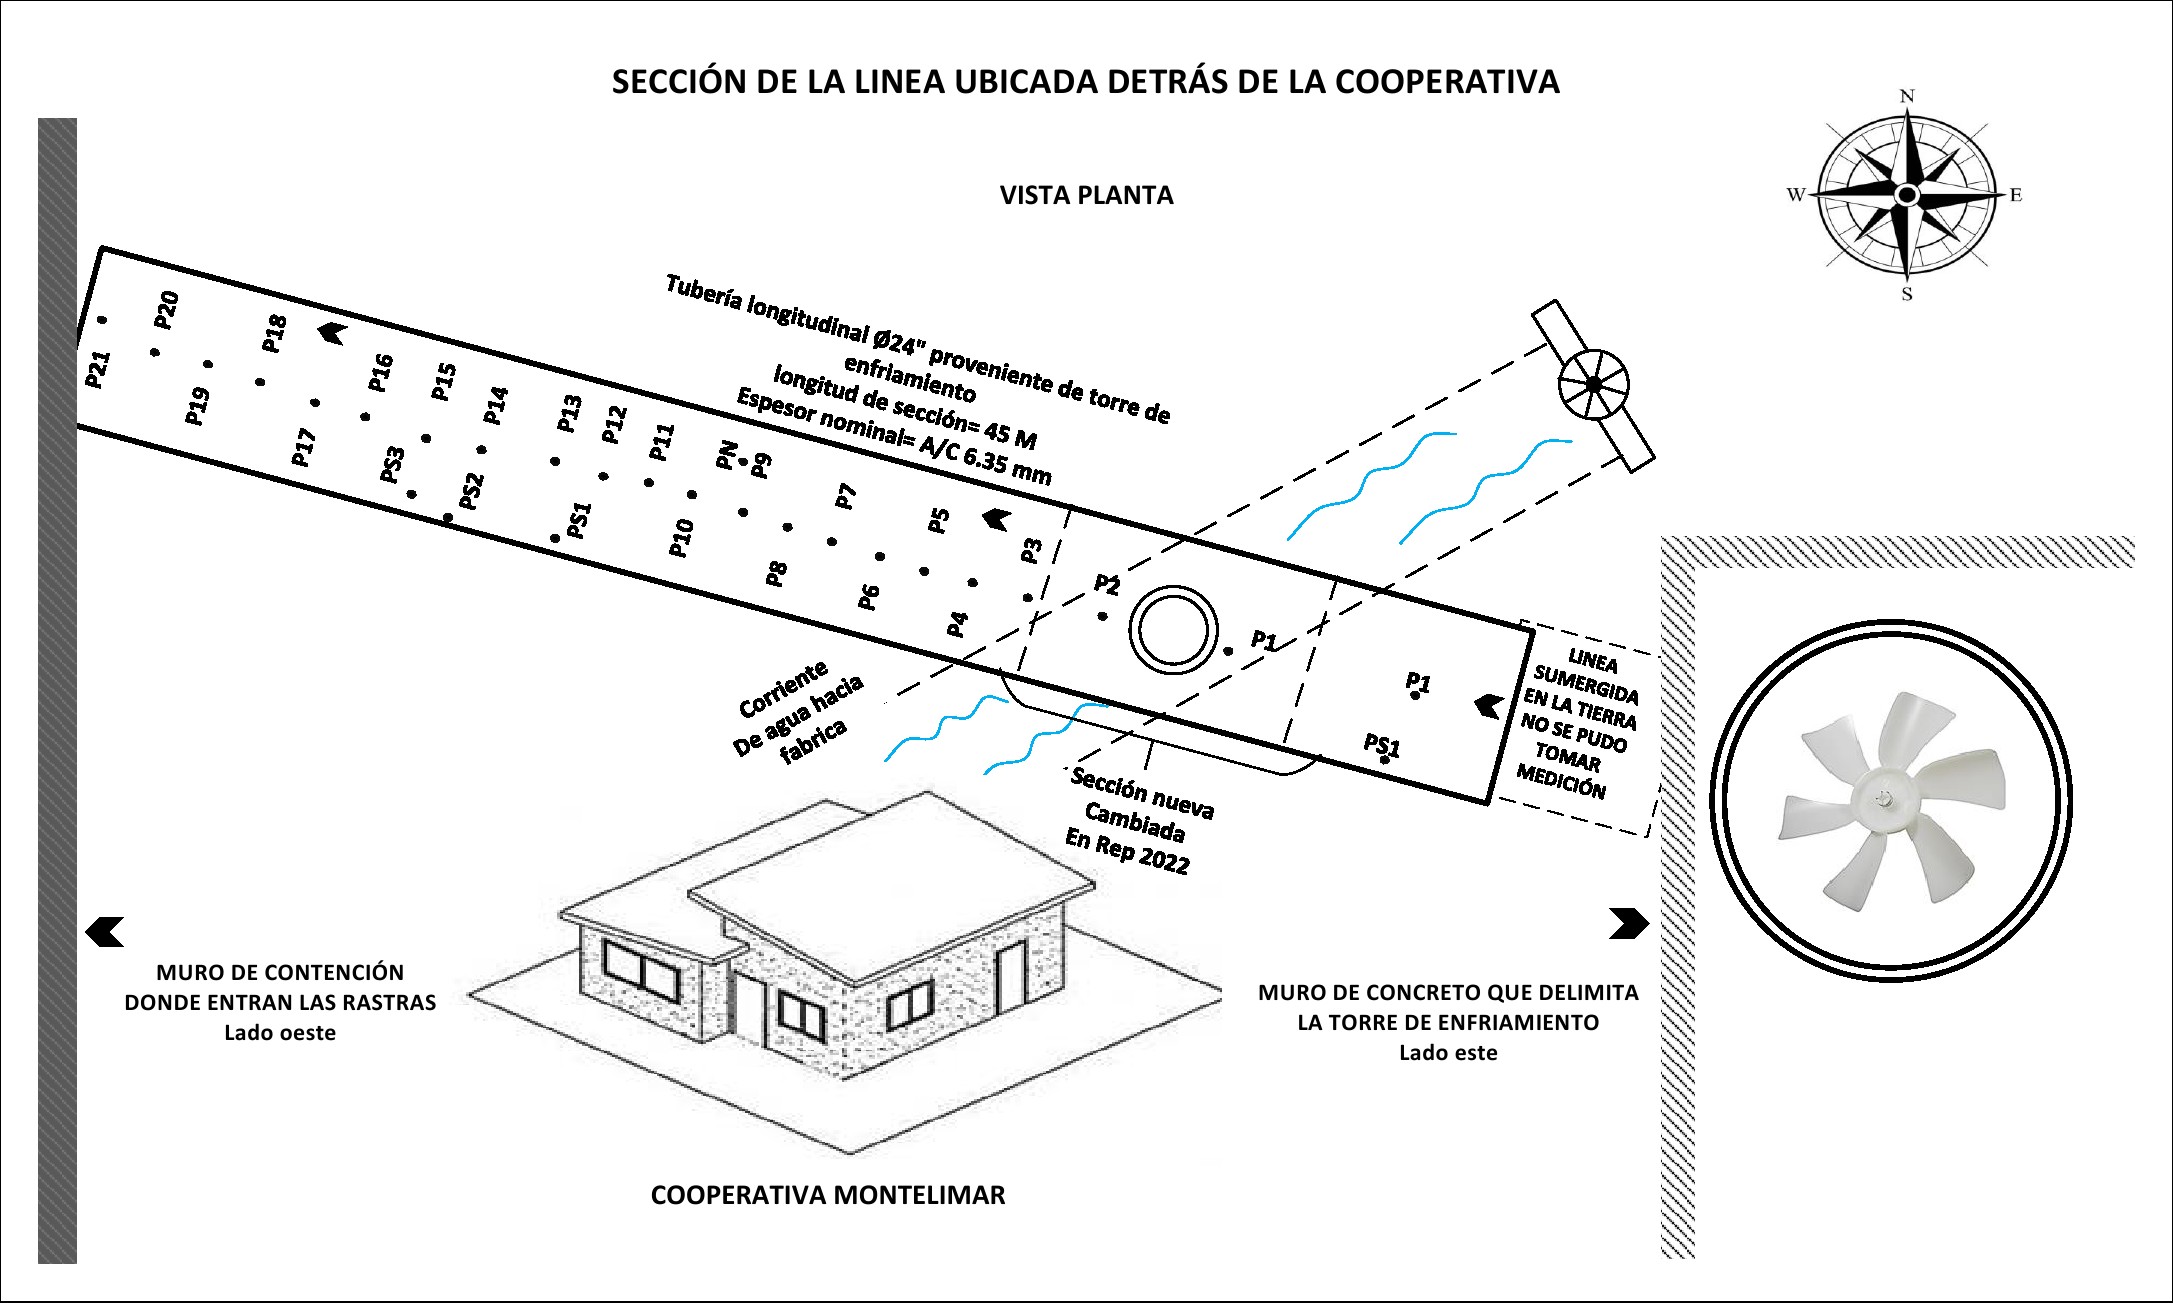 SECCIÓN DE LA LINEA UBICADA DETRÁS DE LA COOPERATIVA
VISTA PLANTA
N
W
E
S
Tubería longitudinal Ø24" proveniente de torre de
enfriamiento
longitud de sección= 45 M
Espesor nominal= A/C 6.35 mm
P21
P20
P19
P18
P17
P16
PS3
P15
PS2
P14
P13
PS1
P12
P11
P10
PN
P9
P8
P7
P6
P5
P4
P3
P2
P1
P1
PS1
LINEA
SUMERGIDA
EN LA TIERRA
NO SE PUDO
TOMAR
MEDICIÓN
Corriente
De agua hacia
fabrica
Sección nueva
Cambiada
En Rep 2022
MURO DE CONTENCIÓN
DONDE ENTRAN LAS RASTRAS
Lado oeste
MURO DE CONCRETO QUE DELIMITA
LA TORRE DE ENFRIAMIENTO
Lado este
COOPERATIVA MONTELIMAR